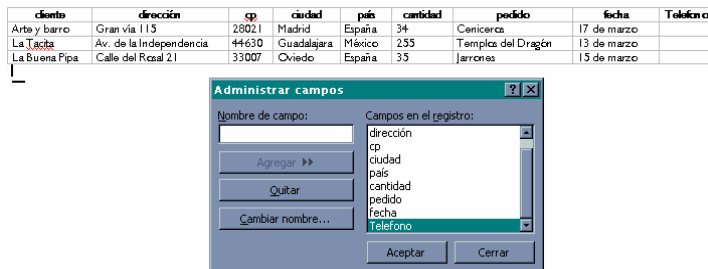 cliente dirección cp ciudad país cantidad pedido fecha Telefono
Arte y barro Gran vía 115 28021 Madrid España 34 Ceniceros 17 de marzo
La Tacita Av. de la Independencia 44630 Guadalajara México 255 Templos del Dragón 13 de marzo
La Buena Pipa Calle del Rosal 21 33007 Oviedo España 35 Jarrones 15 de marzo
Administrar campos
Nombre de campo: Campos en el registro:
dirección
cp
Agregar
ciudad
país
Quitar
cantidad
pedido
Cambiar nombre...
fecha
Telefono
Aceptar Cerrar